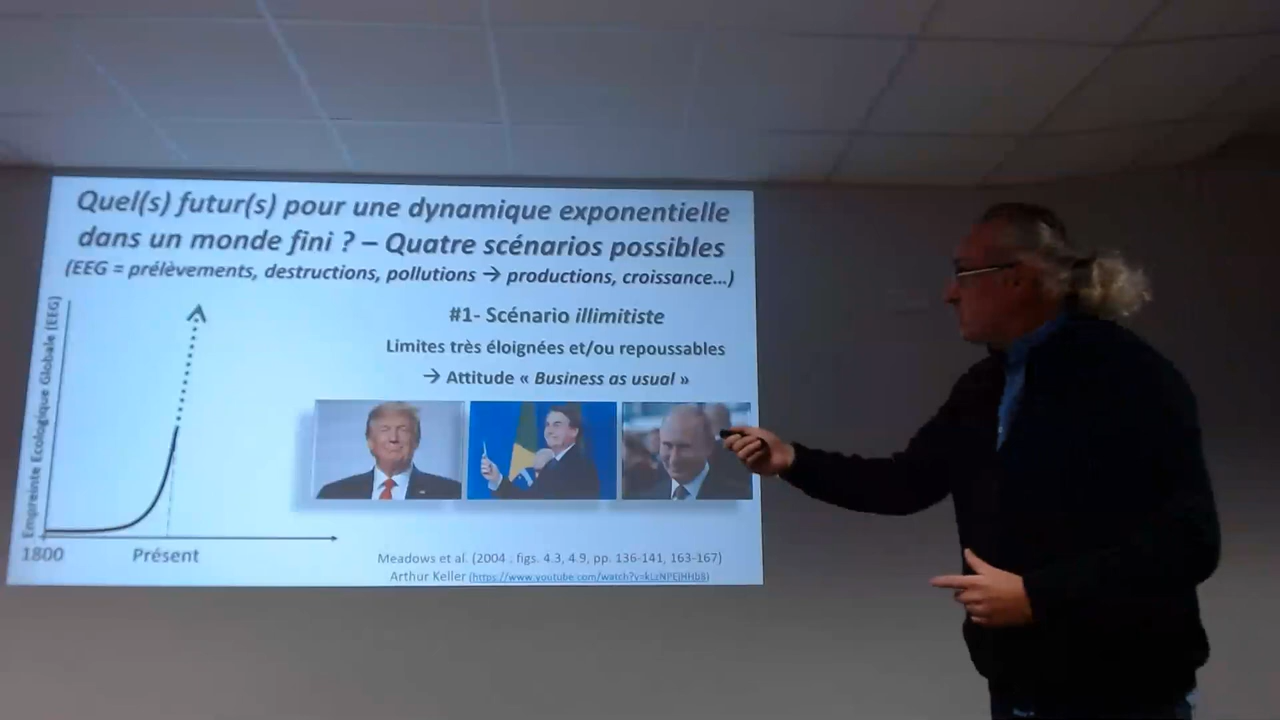 Quel(s) futur(s) pour une dynamique exponentielle
dans un monde fini ? – Quatre scénarios possibles
(EEG = prélèvements, destructions, pollutions → productions, croissance...)
Empreinte Ecologique Globale (EEG)
#1- Scénario illimitiste
Limites très éloignées et/ou repoussables
→ Attitude « Business as usual »
1800
Présent
Meadows et al. (2004 : figs. 4.3, 4.9, pp. 136-141, 163-167)
Arthur Keller